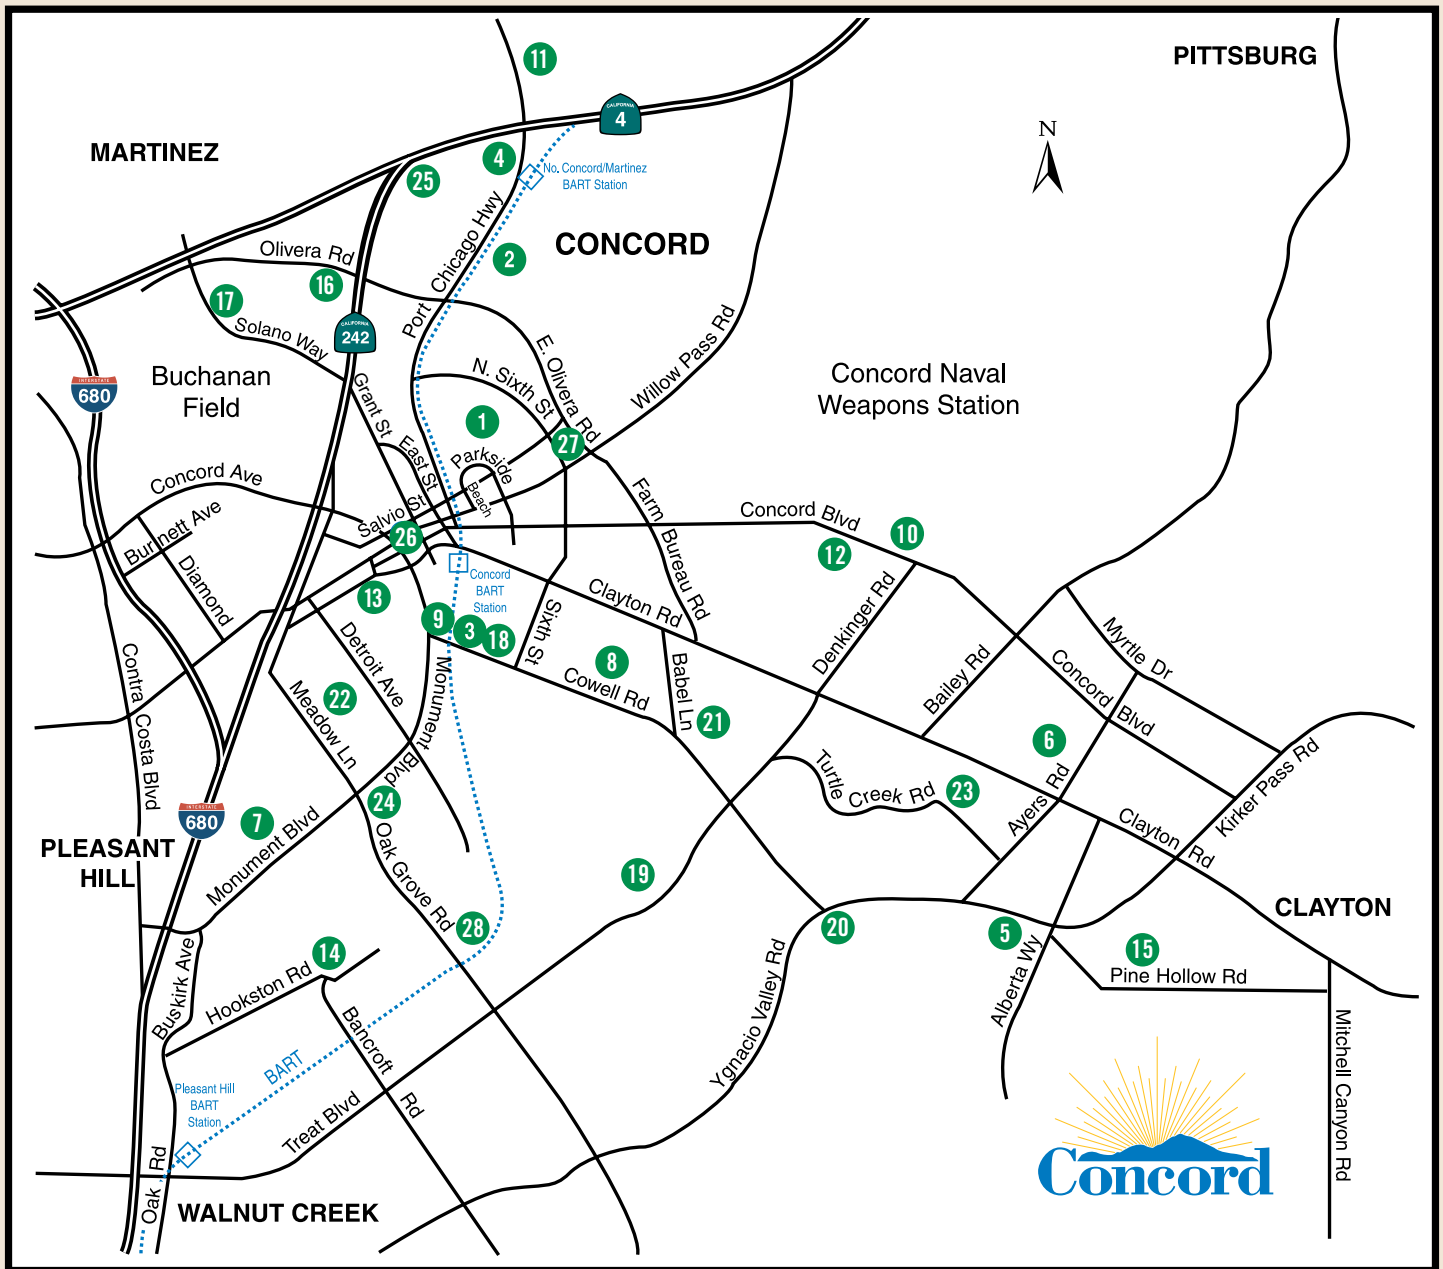 PITTSBURG
11
CALIFORNIA
4
MARTINEZ
N
4
25
No. Concord/Martinez
BART Station
CONCORD
Olivera Rd
Port Chicago Hwy
2
16
17
Solano Way
CALIFORNIA
242
E. Olivera Rd
Willow Pass Rd
N. Sixth St
Buchanan
Field
INTERSTATE
680
Grant St
Concord Naval
Weapons Station
1
27
East St
Parkside
Beach
Concord Ave
Salvio St
Burnett Ave
Farm Bureau Rd
Concord Blvd
10
26
12
Diamond
Concord
BART
Station
13
Clayton Rd
Denkinger Rd
9
3
18
Sixth St
Detroit Ave
Myrtle Dr
Contra Costa Blvd
Monument Blvd
8
Cowell Rd
Babel Ln
Bailey Rd
Concord Blvd
22
Meadow Ln
21
6
Turtle Creek Rd
23
Ayers Rd
Kirker Pass Rd
INTERSTATE
680
7
24
Monument Blvd
Oak Grove Rd
Clayton Rd
PLEASANT
HILL
19
CLAYTON
28
20
5
15
14
Buskirk Ave
Hookston Rd
Pine Hollow Rd
Alberta Wy
Ygnacio Valley Rd
Bancroft Rd
BART
Mitchell Canyon Rd
Pleasant Hill
BART
Station
Treat Blvd
Oak Rd
Concord
WALNUT CREEK